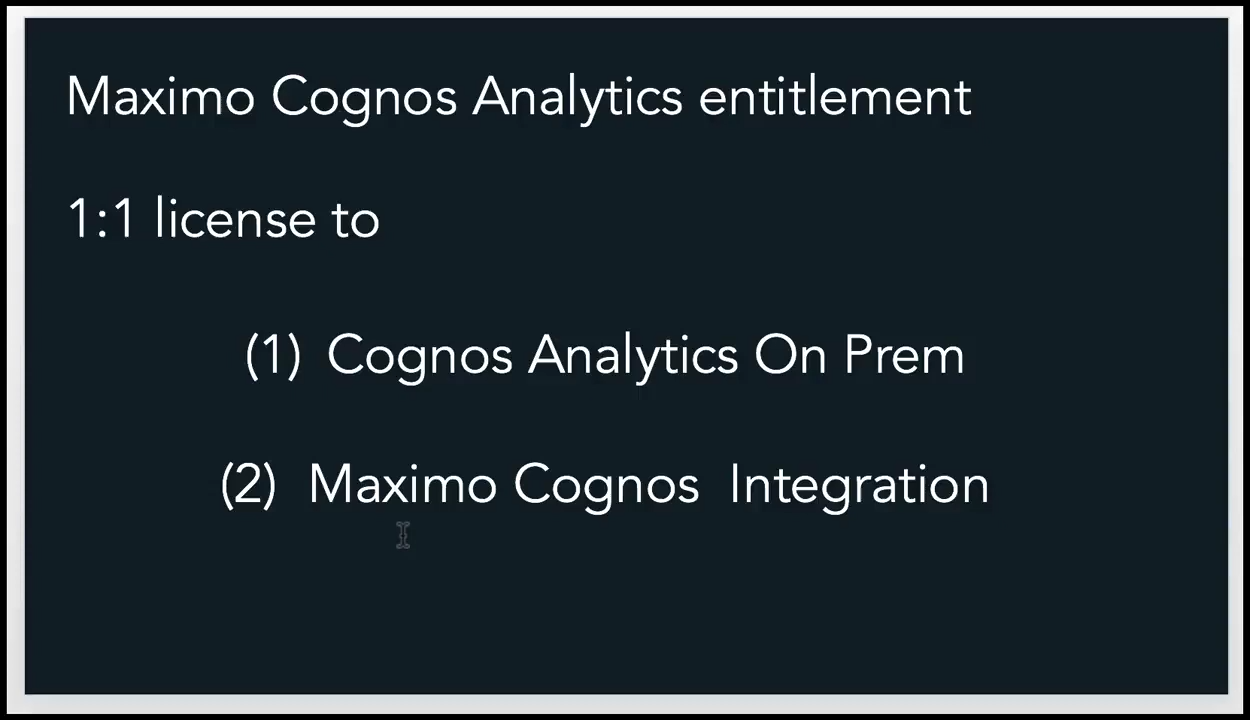 Maximo Cognos Analytics entitlement
1:1 license to
(1) Cognos Analytics On Prem
(2) Maximo Cognos Integration